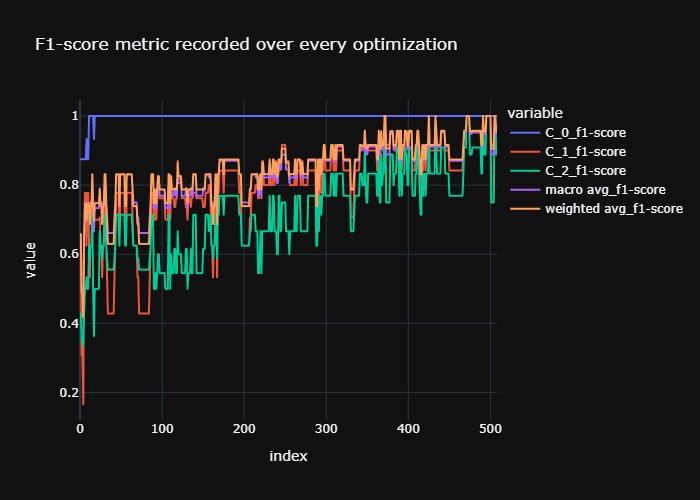 F1-score metric recorded over every optimization
variable
C_0_f1-score
C_1_f1-score
C_2_f1-score
macro avg_f1-score
weighted avg_f1-score
value
1
0.8
0.6
0.4
0.2
0
100
200
300
400
500
index